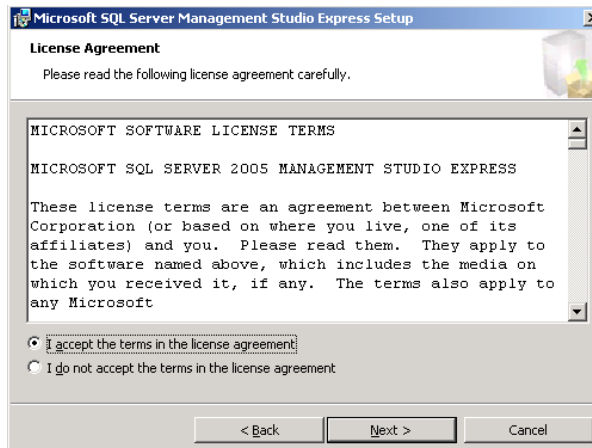 Microsoft SQL Server Management Studio Express Setup
License Agreement
Please read the following license agreement carefully.
MICROSOFT SOFTWARE LICENSE TERMS
MICROSOFT SQL SERVER 2005 MANAGEMENT STUDIO EXPRESS
These license terms are an agreement between Microsoft
Corporation (or based on where you live, one of its
affiliates) and you.  Please read them.  They apply to
the software named above, which includes the media on
which you received it, if any.  The terms also apply to
any Microsoft
I accept the terms in the license agreement
I do not accept the terms in the license agreement
< Back
Next >
Cancel